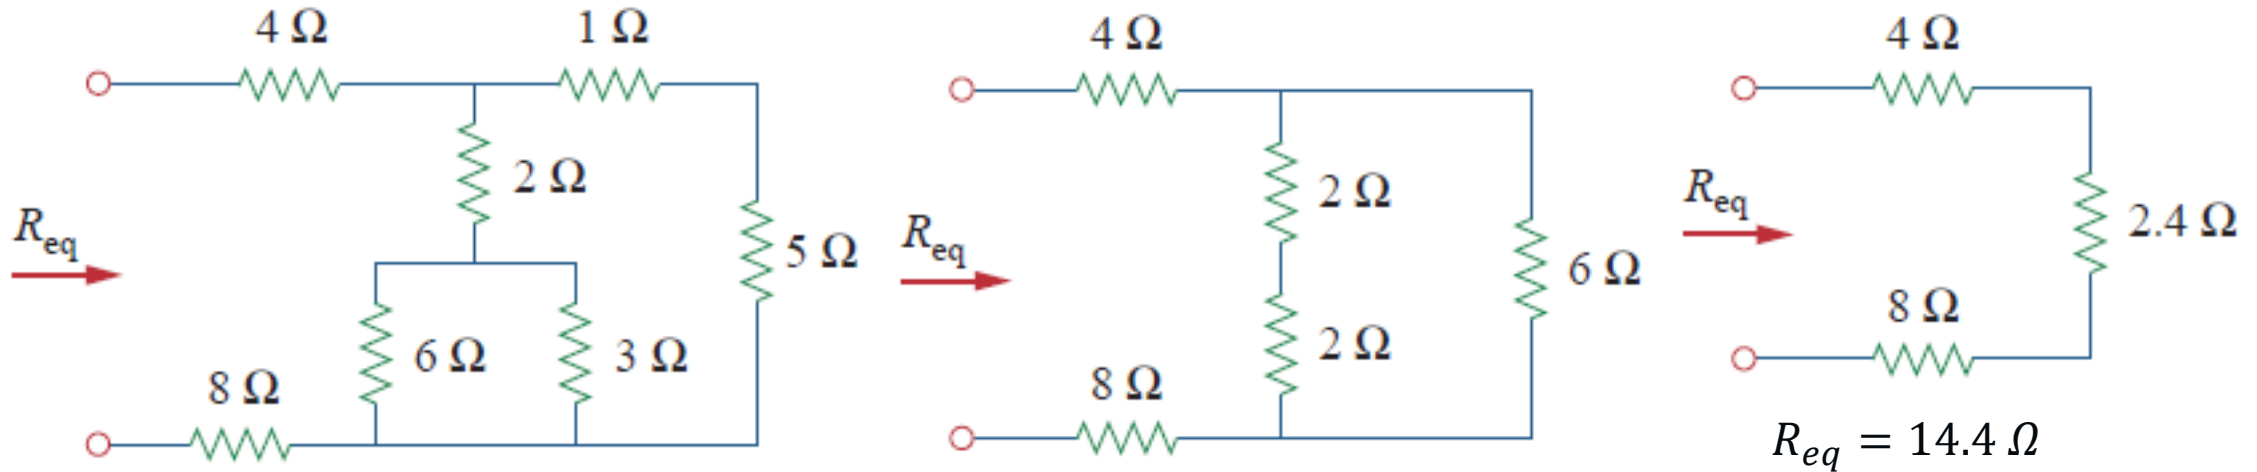 4 Ω
1 Ω
2 Ω
R_eq
5 Ω
6 Ω
3 Ω
8 Ω
4 Ω
2 Ω
R_eq
6 Ω
2 Ω
8 Ω
4 Ω
R_eq
2.4 Ω
8 Ω
R_eq = 14.4 Ω